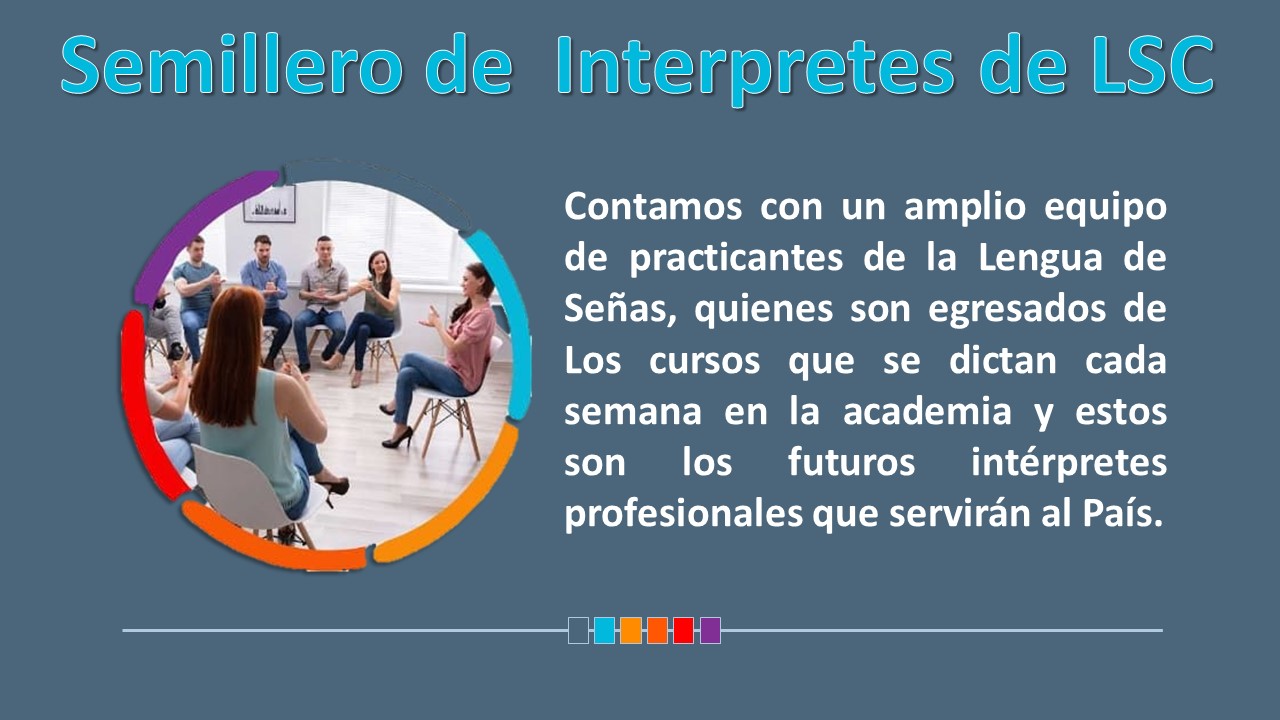 Semillero de Interpretes de LSC
Contamos con un amplio equipo
de practicantes de la Lengua de
Señas, quienes son egresados de
Los cursos que se dictan cada
semana en la academia y estos
son los futuros intérpretes
profesionales que servirán al País.